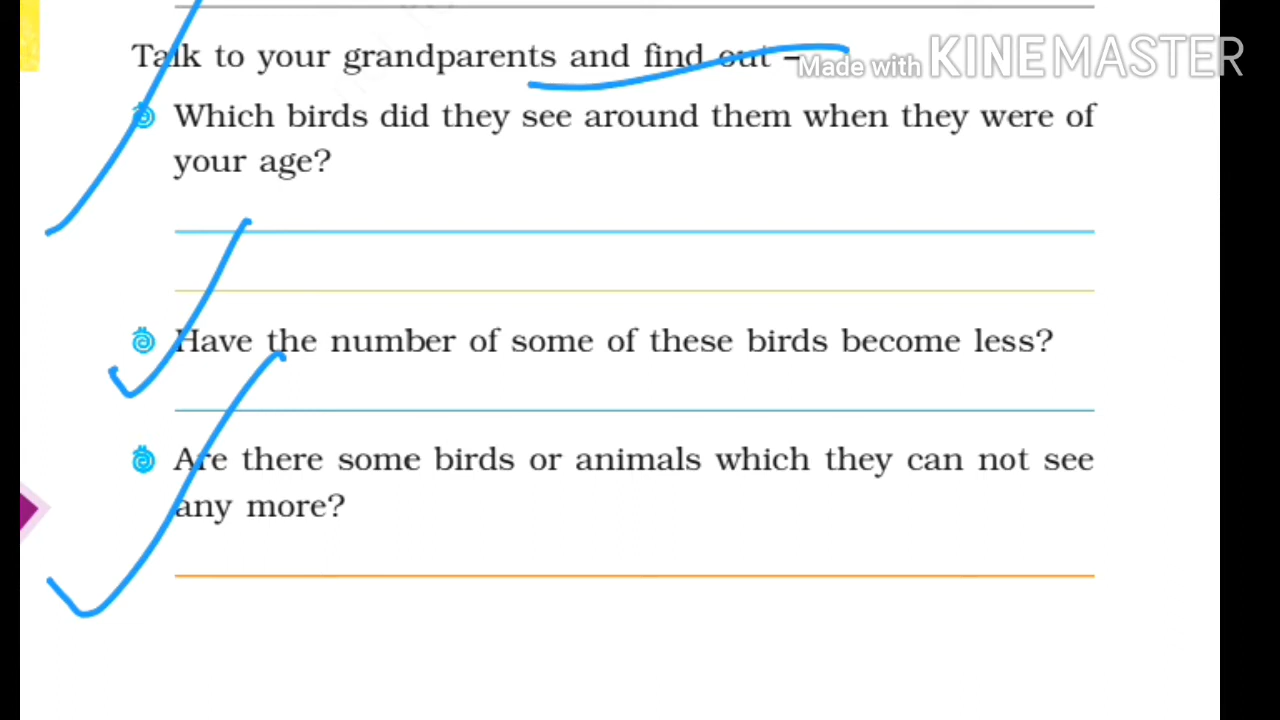 Talk to your grandparents and find out –
Made with KINEMASTER
Which birds did they see around them when they were of
your age?
Have the number of some of these birds become less?
Are there some birds or animals which they can not see
any more?